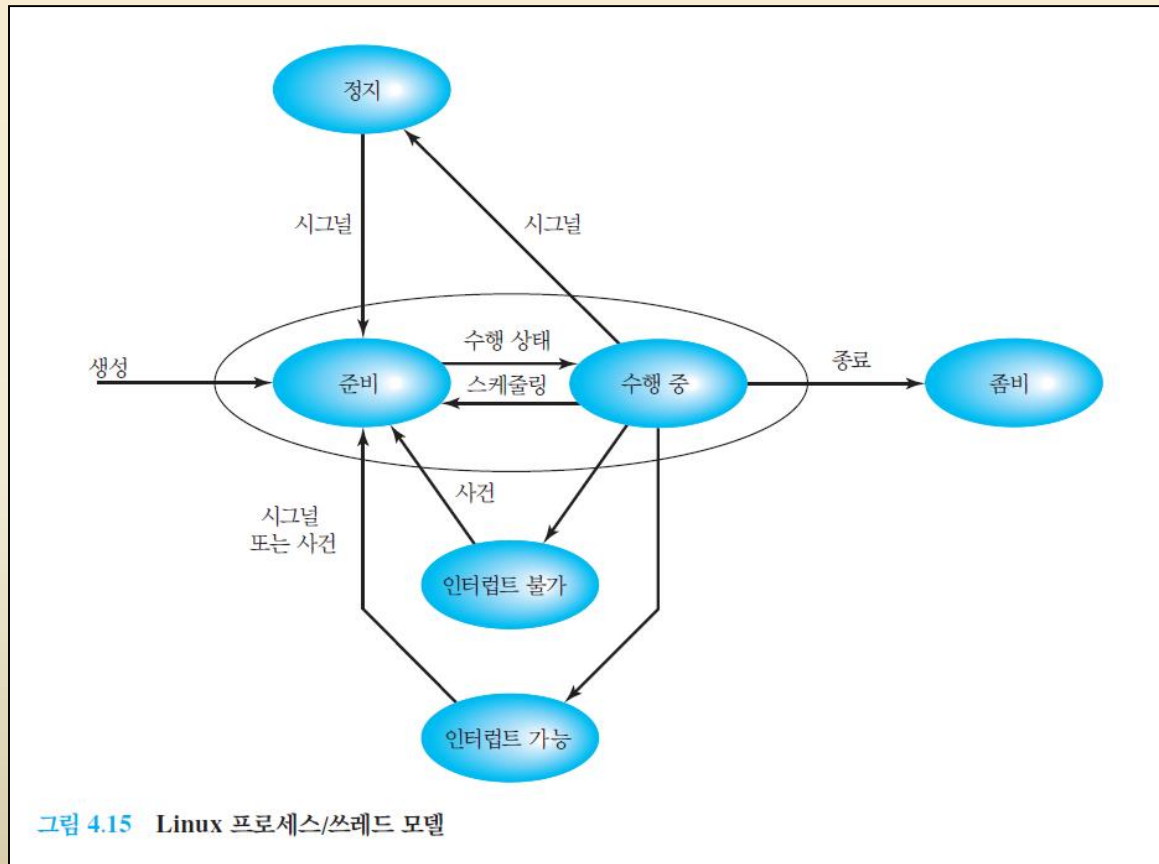 정지
시그널
시그널
생성
준비
수행 상태
스케줄링
수행 중
종료
좀비
사건
시그널
또는 사건
인터럽트 불가
인터럽트 가능
그림 4.15 Linux 프로세스/쓰레드 모델